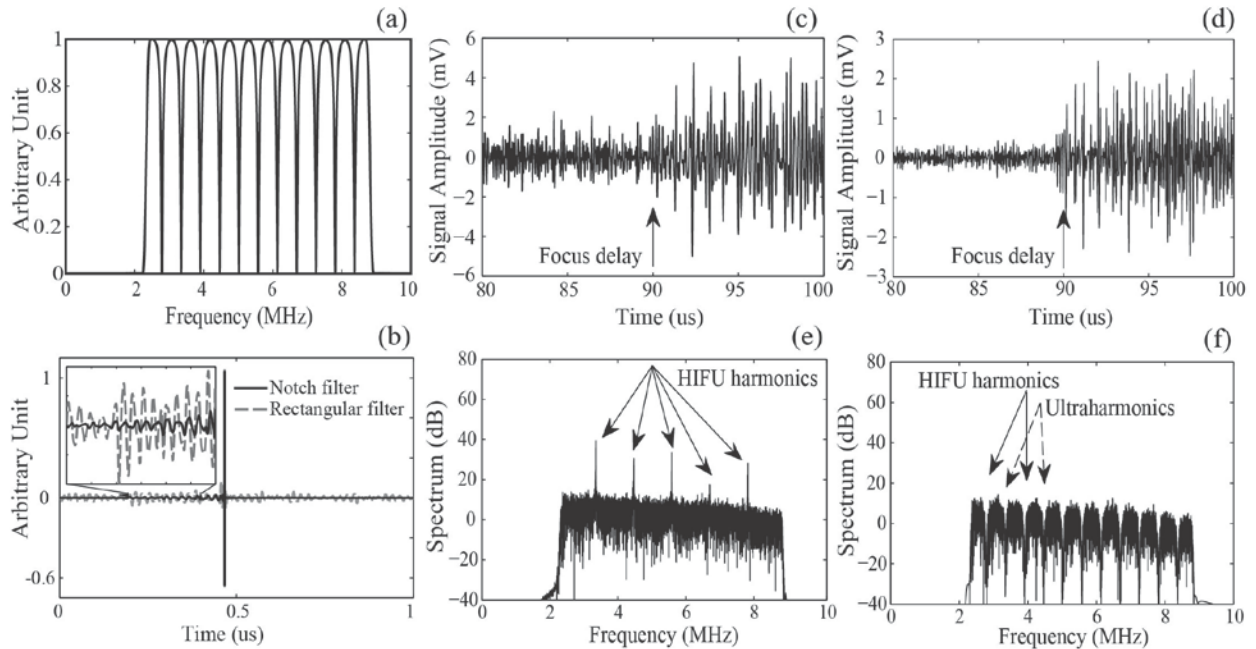 (a)
1
0.8
0.6
0.4
0.2
0
Arbitrary Unit
0 2 4 6 8 10
Frequency (MHz)
(c)
6
4
2
0
−2
−4
−6
Signal Amplitude (mV)
Focus delay
80 85 90 95 100
Time (us)
(d)
3
2
1
0
−1
−2
−3
Signal Amplitude (mV)
Focus delay
80 85 90 95 100
Time (us)
(b)
1
0
-0.6
Arbitrary Unit
Notch filter
Rectangular filter
0 0.5 1
Time (us)
(e)
80
60
40
20
0
−20
−40
Spectrum (dB)
HIFU harmonics
0 2 4 6 8 10
Frequency (MHz)
(f)
80
60
40
20
0
−20
−40
Spectrum (dB)
HIFU harmonics
Ultraharmonics
0 2 4 6 8 10
Frequency (MHz)